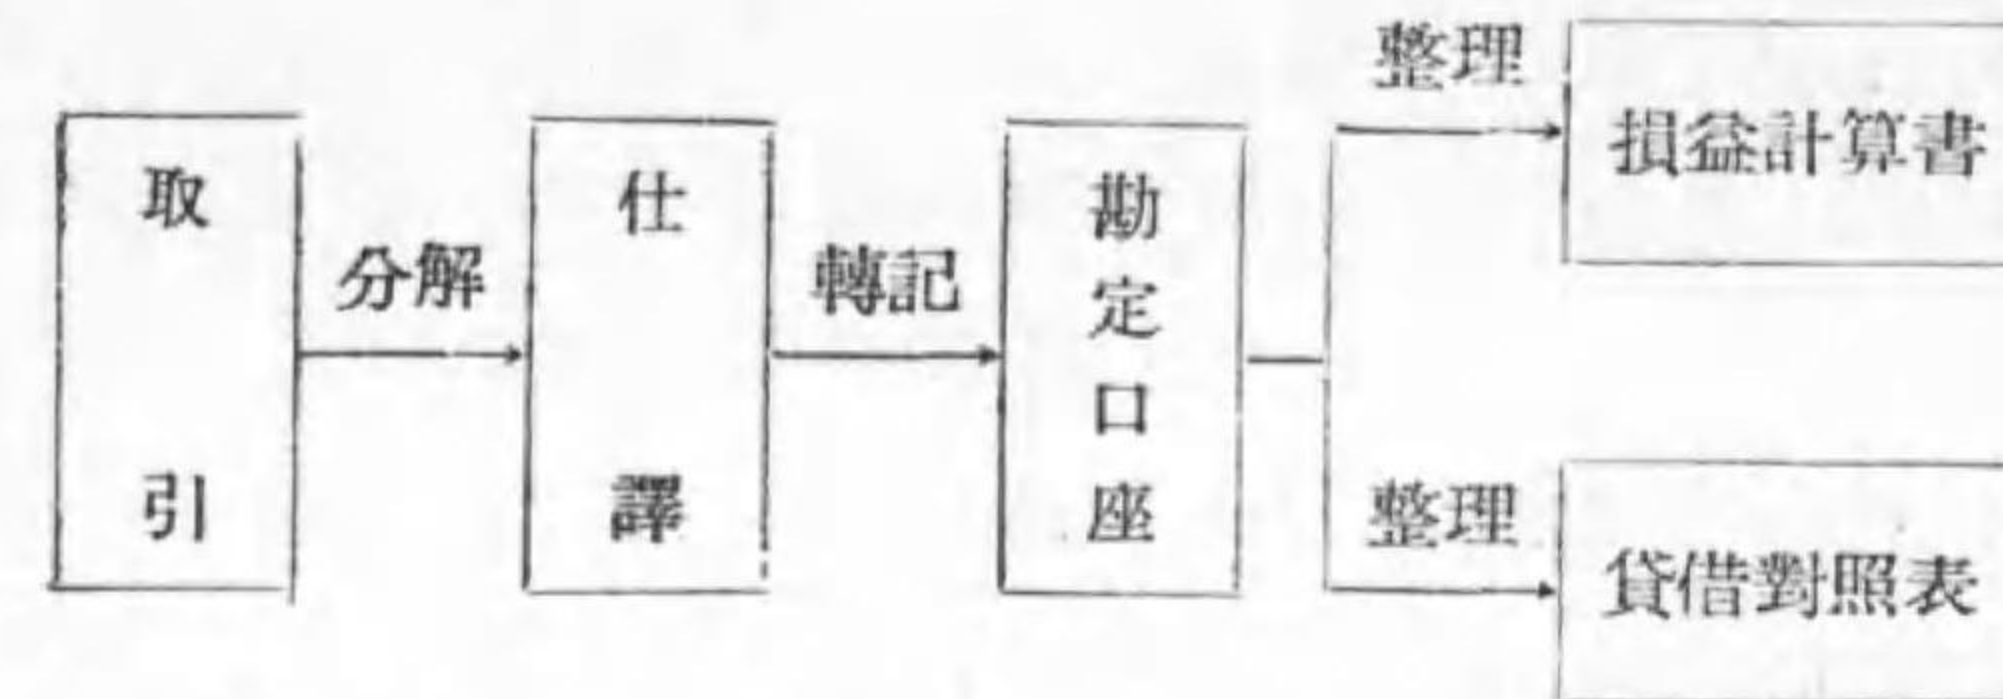 取引
分解
仕譯
轉記
勘定口座
整理
損益計算書
整理
貸借對照表